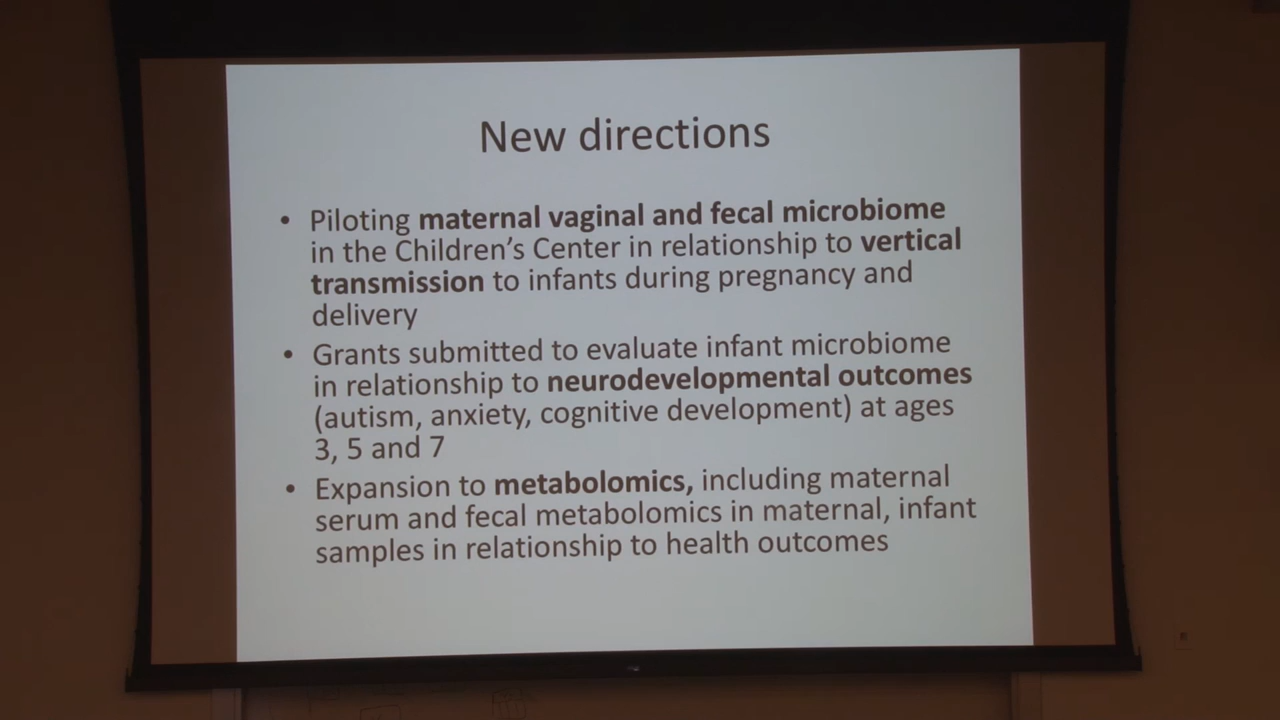 New directions
• Piloting maternal vaginal and fecal microbiome
in the Children's Center in relationship to vertical
transmission to infants during pregnancy and
delivery
• Grants submitted to evaluate infant microbiome
in relationship to neurodevelopmental outcomes
(autism, anxiety, cognitive development) at ages
3, 5 and 7
• Expansion to metabolomics, including maternal
serum and fecal metabolomics in maternal, infant
samples in relationship to health outcomes